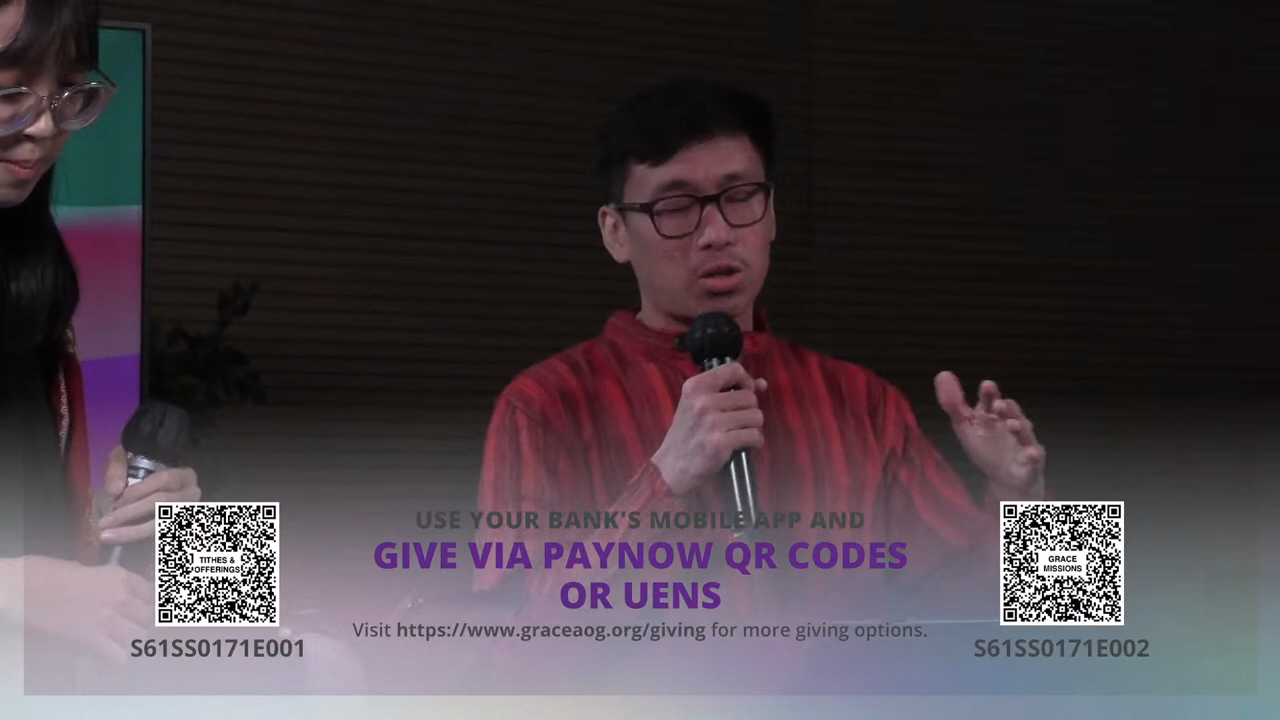 USE YOUR BANK'S MOBILE APP AND
GIVE VIA PAYNOW QR CODES
OR UENS
Visit https://www.graceaog.org/giving for more giving options.
TITHES &
OFFERINGS
S61SS0171E001
GRACE
MISSIONS
S61SS0171E002